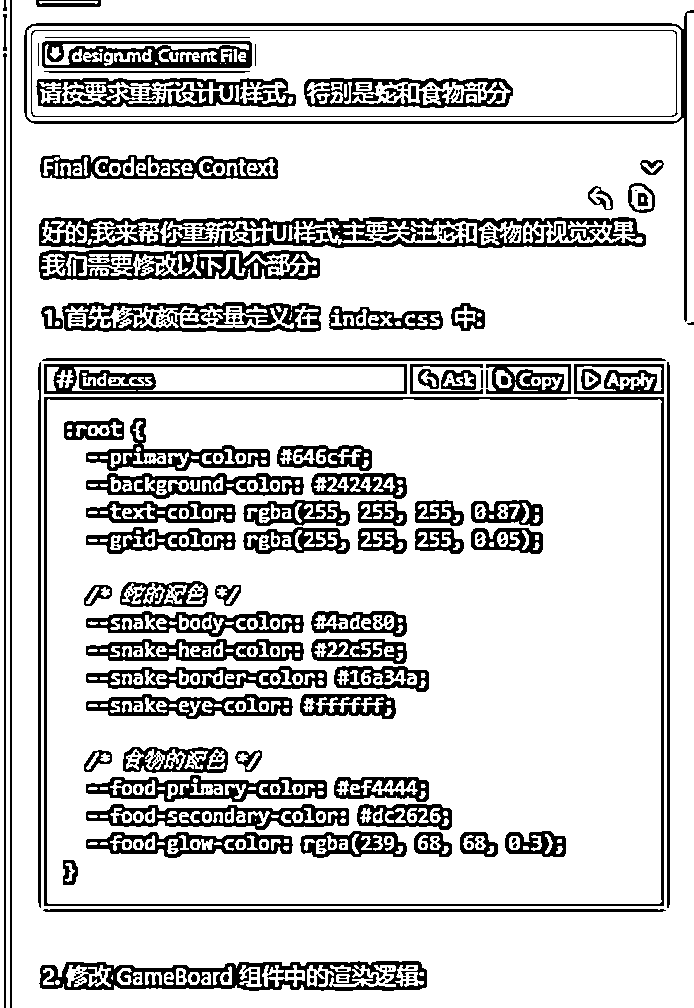 design.md Current File
请按要求重新设计UI样式，特别是蛇和食物部分
Final Codebase Context
好的,我来帮你重新设计UI样式,主要关注蛇和食物的视觉效果。
我们需要修改以下几个部分:
1. 首先修改颜色变量定义,在 index.css 中:
# index.css Ask Copy Apply
:root {
--primary-color: #646cff;
--background-color: #242424;
--text-color: rgba(255, 255, 255, 0.87);
--grid-color: rgba(255, 255, 255, 0.05);
/* 蛇的配色 */
--snake-body-color: #4ade80;
--snake-head-color: #22c55e;
--snake-border-color: #16a34a;
--snake-eye-color: #ffffff;
/* 食物的配色 */
--food-primary-color: #ef4444;
--food-secondary-color: #dc2626;
--food-glow-color: rgba(239, 68, 68, 0.3);
}
2. 修改 GameBoard 组件中的渲染逻辑: